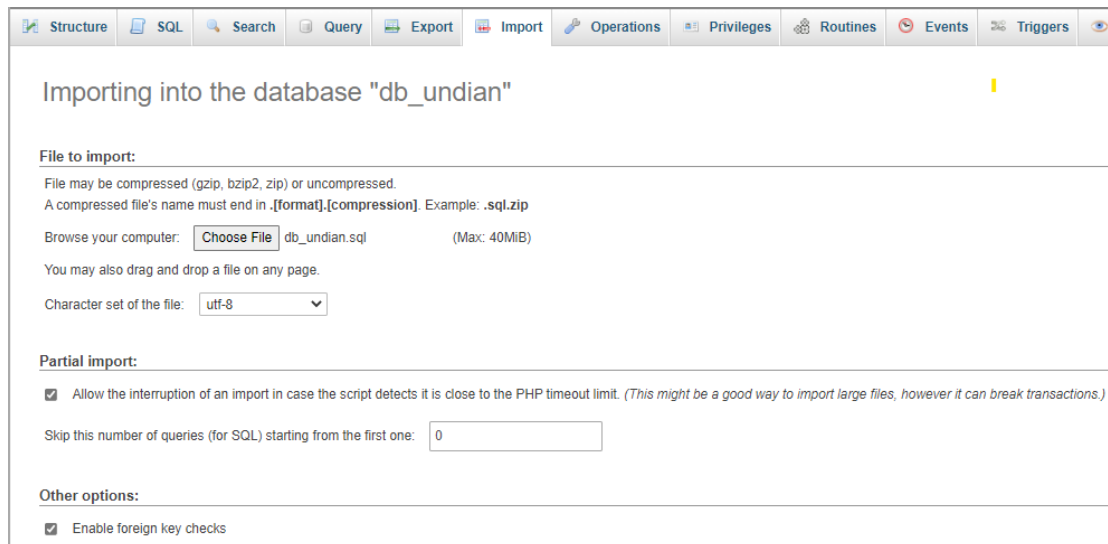 Structure SQL Search Query Export Import Operations Privileges Routines Events Triggers
Importing into the database "db_undian"
File to import:
File may be compressed (gzip, bzip2, zip) or uncompressed.
A compressed file's name must end in .[format].[compression]. Example: .sql.zip
Browse your computer: Choose File db_undian.sql (Max: 40MiB)
You may also drag and drop a file on any page.
Character set of the file: utf-8
Partial import:
Allow the interruption of an import in case the script detects it is close to the PHP timeout limit. (This might be a good way to import large files, however it can break transactions.)
Skip this number of queries (for SQL) starting from the first one: 0
Other options:
Enable foreign key checks